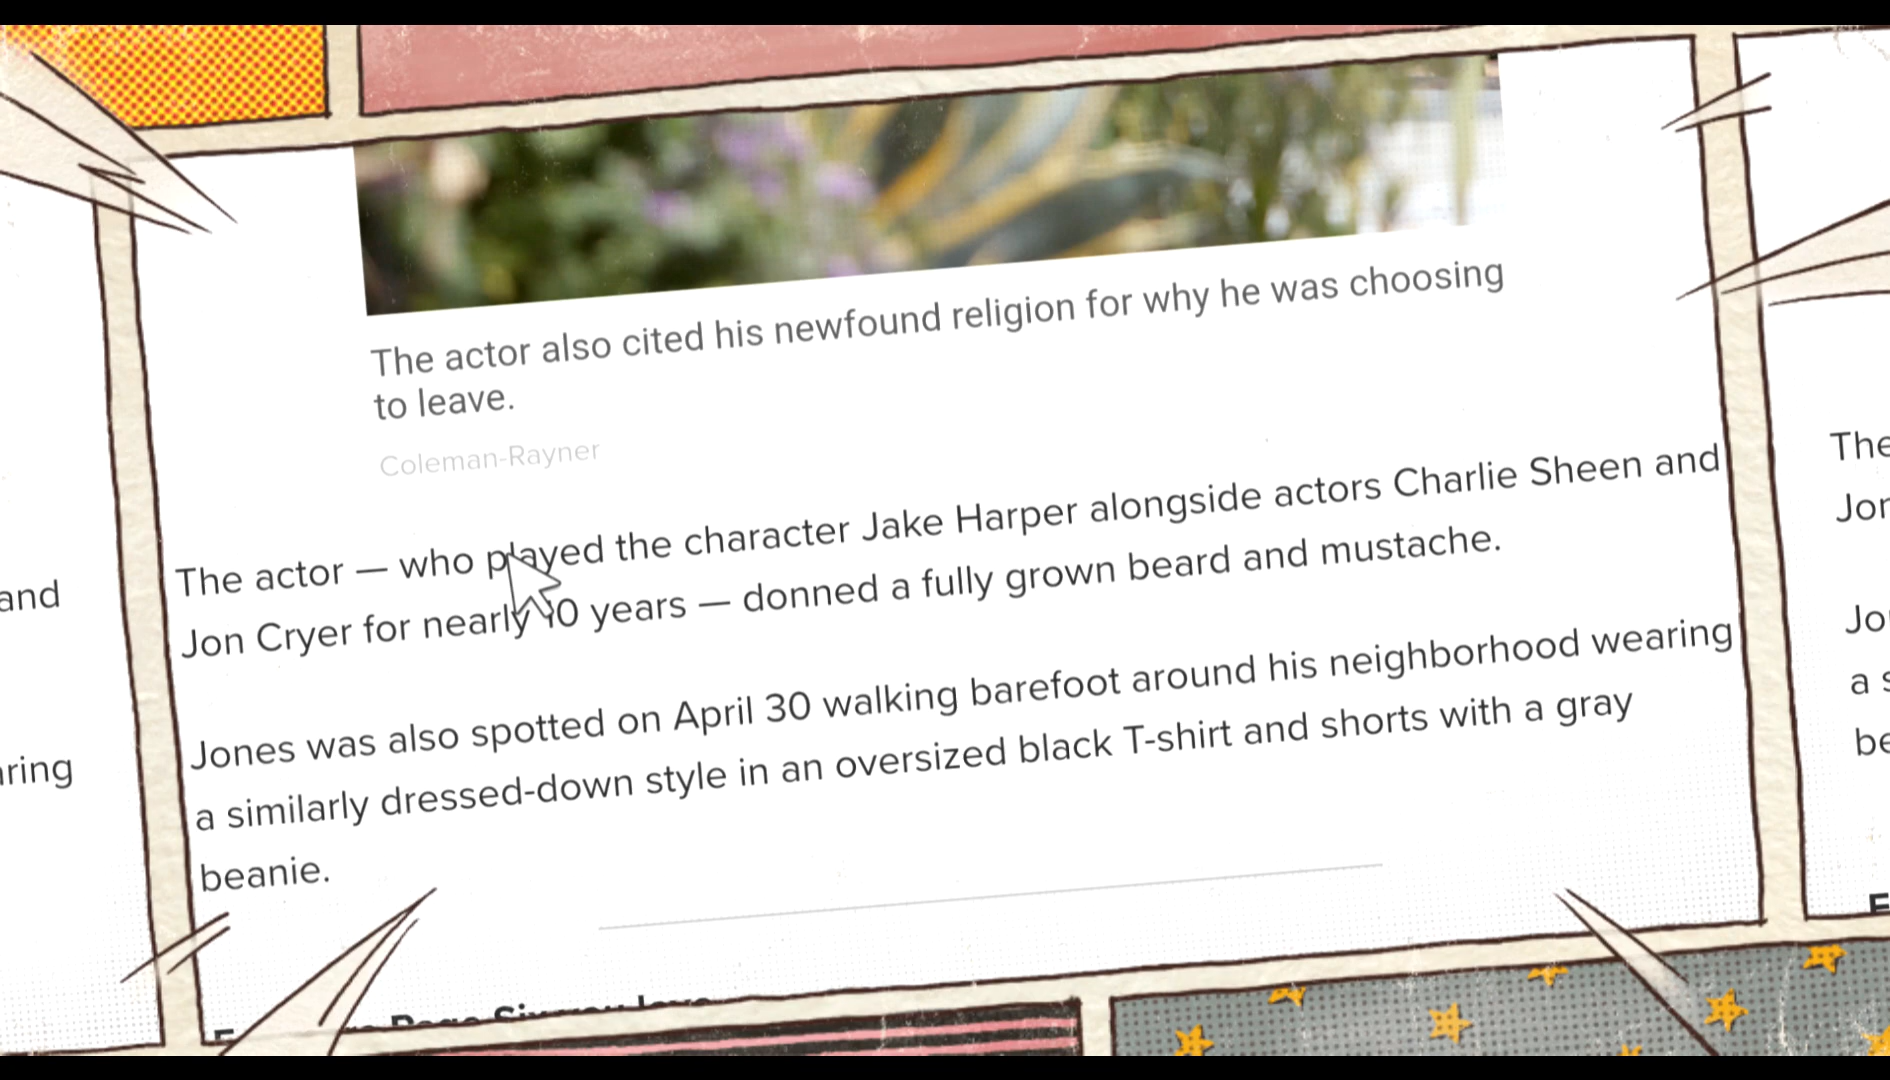 The actor also cited his newfound religion for why he was choosing
to leave.
Coleman-Rayner
The actor — who played the character Jake Harper alongside actors Charlie Sheen and
Jon Cryer for nearly 10 years — donned a fully grown beard and mustache.
Jones was also spotted on April 30 walking barefoot around his neighborhood wearing
a similarly dressed-down style in an oversized black T-shirt and shorts with a gray
beanie.
and
The